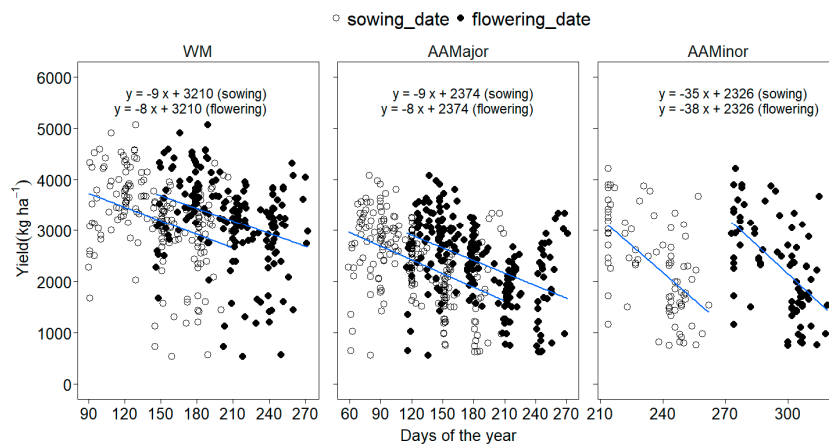 sowing_date flowering_date
WM AAMajor AAMinor
y = -9 x + 3210 (sowing)
y = -8 x + 3210 (flowering)
y = -9 x + 2374 (sowing)
y = -8 x + 2374 (flowering)
y = -35 x + 2326 (sowing)
y = -38 x + 2326 (flowering)
6000
5000
4000
3000
2000
1000
0
Yield(kg ha⁻¹)
90 120 150 180 210 240 270
60 90 120 150 180 210 240 270
210 240 270 300
Days of the year